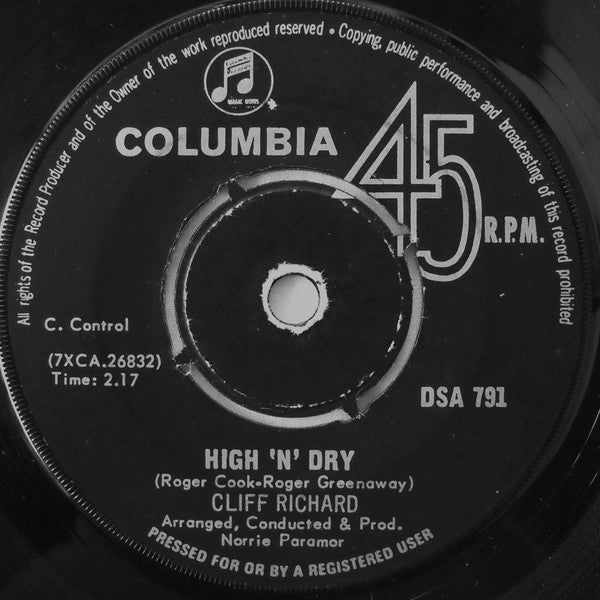 All rights of the Record Producer and of the Owner of the work reproduced reserved • Copying, public performance and broadcasting of this record prohibited
COLUMBIA
45
R.P.M.
C. Control
(7XCA.26832)
Time: 2.17
DSA 791
HIGH 'N' DRY
(Roger Cook-Roger Greenaway)
CLIFF RICHARD
Arranged, Conducted & Prod.
Norrie Paramor
PRESSED FOR OR BY A REGISTERED USER